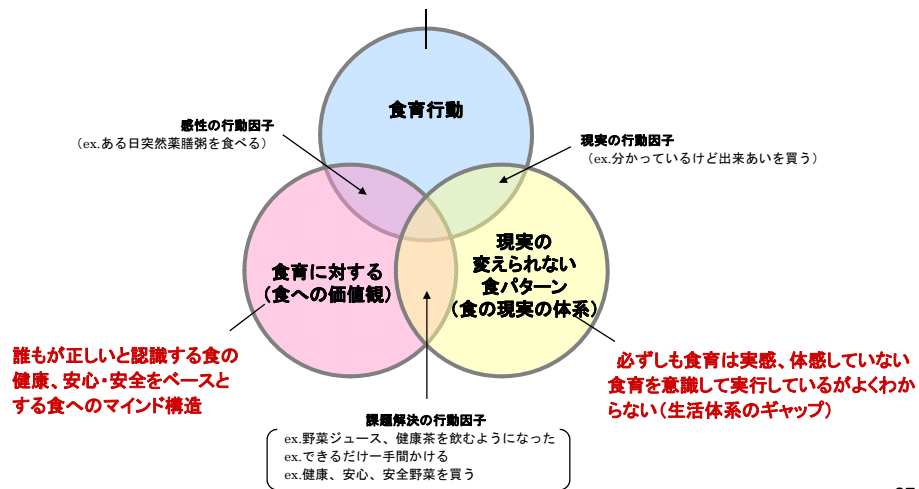 食育行動
感性の行動因子
（ex.ある日突然薬膳粥を食べる）
現実の行動因子
（ex.分かっているけど出来あいを買う）
食育に対する
（食への価値観）
現実の
変えられない
食パターン
（食の現実の体系）
誰もが正しいと認識する食の
健康、安心・安全をベースと
する食へのマインド構造
必ずしも食育は実感、体感していない
食育を意識して実行しているがよくわか
らない（生活体系のギャップ）
課題解決の行動因子
ex.野菜ジュース、健康茶を飲むようになった
ex.できるだけ一手間かける
ex.健康、安心、安全野菜を買う